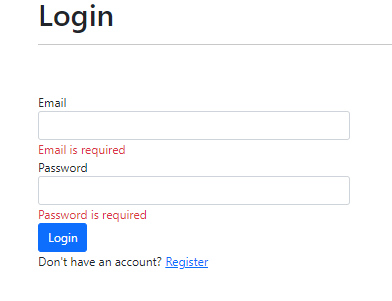 Login
Email
Email is required
Password
Password is required
Login
Don't have an account? Register